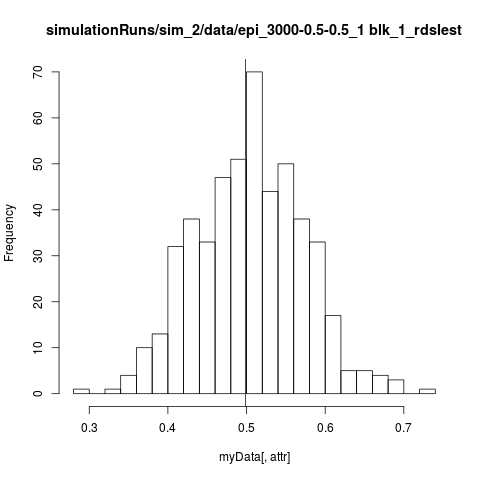 simulationRuns/sim_2/data/epi_3000-0.5-0.5_1 blk_1_rdslest
Frequency
70
60
50
40
30
20
10
0
0.3 0.4 0.5 0.6 0.7
myData[, attr]